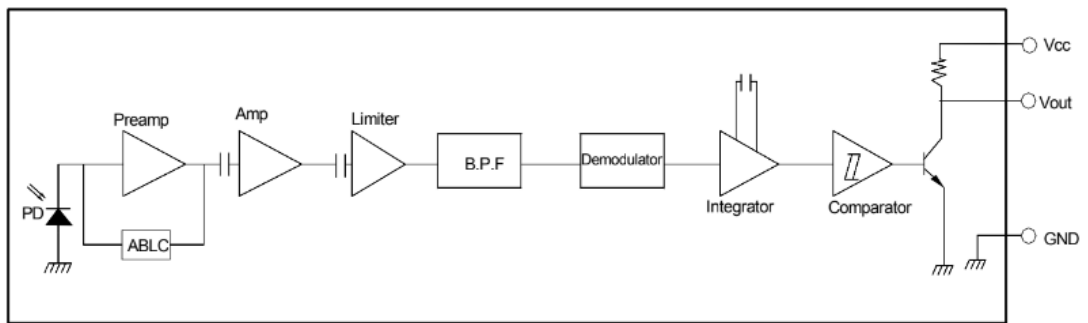 Vcc
Vout
Preamp
Amp
Limiter
B.P.F
Demodulator
Integrator
Comparator
PD
ABLC
GND